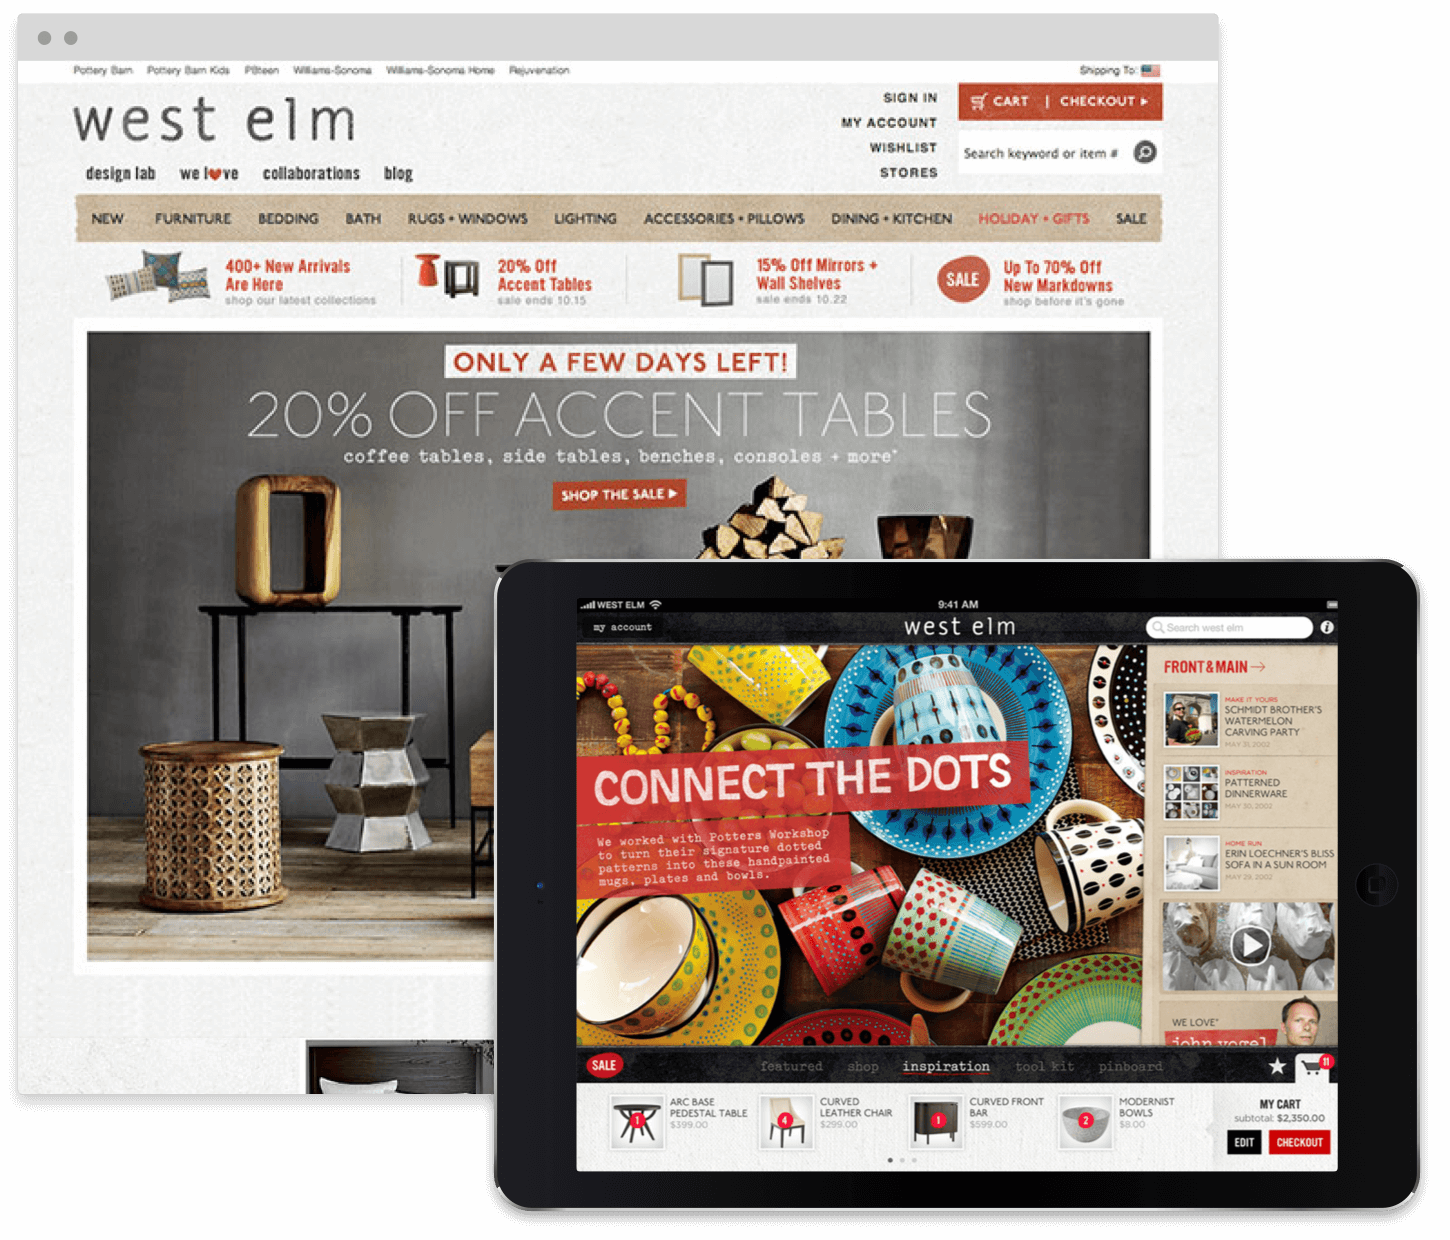 Pottery Barn Pottery Barn Kids PBteen Williams-Sonoma Williams-Sonoma Home Rejuvenation
Shipping To:
west elm
SIGN IN
MY ACCOUNT
WISHLIST
STORES
CART | CHECKOUT
Search keyword or item #
design lab we love collaborations blog
NEW FURNITURE BEDDING BATH RUGS + WINDOWS LIGHTING ACCESSORIES + PILLOWS DINING + KITCHEN HOLIDAY + GIFTS SALE
400+ New Arrivals
Are Here
shop our latest collections
20% Off
Accent Tables
sale ends 10.15
15% Off Mirrors +
Wall Shelves
sale ends 10.22
SALE
Up To 70% Off
New Markdowns
shop before it's gone
ONLY A FEW DAYS LEFT!
20% OFF ACCENT TABLES
coffee tables, side tables, benches, consoles + more*
SHOP THE SALE
WEST ELM
9:41 AM
my account
west elm
Search west elm
i
CONNECT THE DOTS
We worked with Potters Workshop
to turn their signature dotted
patterns into these handpainted
mugs, plates and bowls.
FRONT & MAIN
MAKE IT YOURS
SCHMIDT BROTHER'S
WATERMELON
CARVING PARTY
MAY 31, 2002
INSPIRATION
PATTERNED
DINNERWARE
MAY 30, 2002
HOME RUN
ERIN LOECHNER'S BLISS
SOFA IN A SUN ROOM
MAY 29, 2002
WE LOVE"
john vogel
SALE
featured shop inspiration tool kit pinboard
11
1
ARC BASE
PEDESTAL TABLE
$399.00
4
CURVED
LEATHER CHAIR
$299.00
1
CURVED FRONT
BAR
$599.00
2
MODERNIST
BOWLS
$8.00
MY CART
subtotal: $2,350.00
EDIT CHECKOUT